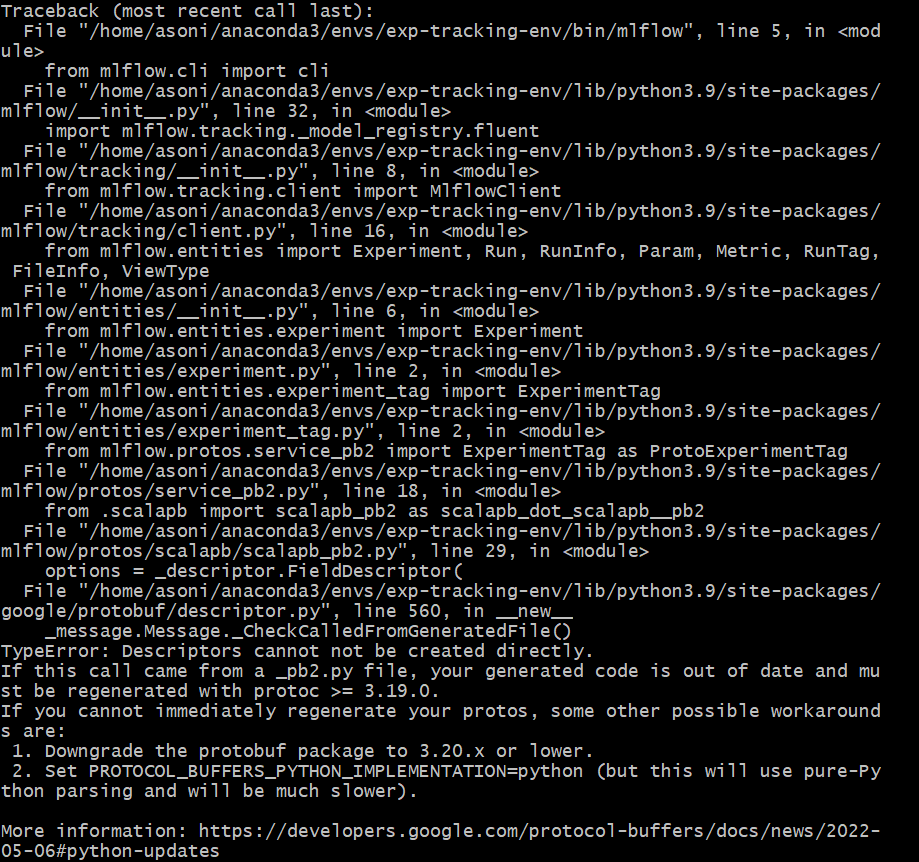 Traceback (most recent call last):
  File "/home/asoni/anaconda3/envs/exp-tracking-env/bin/mlflow", line 5, in <mod
ule>
    from mlflow.cli import cli
  File "/home/asoni/anaconda3/envs/exp-tracking-env/lib/python3.9/site-packages/
mlflow/__init__.py", line 32, in <module>
    import mlflow.tracking._model_registry.fluent
  File "/home/asoni/anaconda3/envs/exp-tracking-env/lib/python3.9/site-packages/
mlflow/tracking/__init__.py", line 8, in <module>
    from mlflow.tracking.client import MlflowClient
  File "/home/asoni/anaconda3/envs/exp-tracking-env/lib/python3.9/site-packages/
mlflow/tracking/client.py", line 16, in <module>
    from mlflow.entities import Experiment, Run, RunInfo, Param, Metric, RunTag,
 FileInfo, ViewType
  File "/home/asoni/anaconda3/envs/exp-tracking-env/lib/python3.9/site-packages/
mlflow/entities/__init__.py", line 6, in <module>
    from mlflow.entities.experiment import Experiment
  File "/home/asoni/anaconda3/envs/exp-tracking-env/lib/python3.9/site-packages/
mlflow/entities/experiment.py", line 2, in <module>
    from mlflow.entities.experiment_tag import ExperimentTag
  File "/home/asoni/anaconda3/envs/exp-tracking-env/lib/python3.9/site-packages/
mlflow/entities/experiment_tag.py", line 2, in <module>
    from mlflow.protos.service_pb2 import ExperimentTag as ProtoExperimentTag
  File "/home/asoni/anaconda3/envs/exp-tracking-env/lib/python3.9/site-packages/
mlflow/protos/service_pb2.py", line 18, in <module>
    from .scalapb import scalapb_pb2 as scalapb_dot_scalapb__pb2
  File "/home/asoni/anaconda3/envs/exp-tracking-env/lib/python3.9/site-packages/
mlflow/protos/scalapb/scalapb_pb2.py", line 29, in <module>
    options = _descriptor.FieldDescriptor(
  File "/home/asoni/anaconda3/envs/exp-tracking-env/lib/python3.9/site-packages/
google/protobuf/descriptor.py", line 560, in __new__
    _message.Message._CheckCalledFromGeneratedFile()
TypeError: Descriptors cannot not be created directly.
If this call came from a _pb2.py file, your generated code is out of date and mu
st be regenerated with protoc >= 3.19.0.
If you cannot immediately regenerate your protos, some other possible workaround
s are:
 1. Downgrade the protobuf package to 3.20.x or lower.
 2. Set PROTOCOL_BUFFERS_PYTHON_IMPLEMENTATION=python (but this will use pure-Py
thon parsing and will be much slower).

More information: https://developers.google.com/protocol-buffers/docs/news/2022-
05-06#python-updates